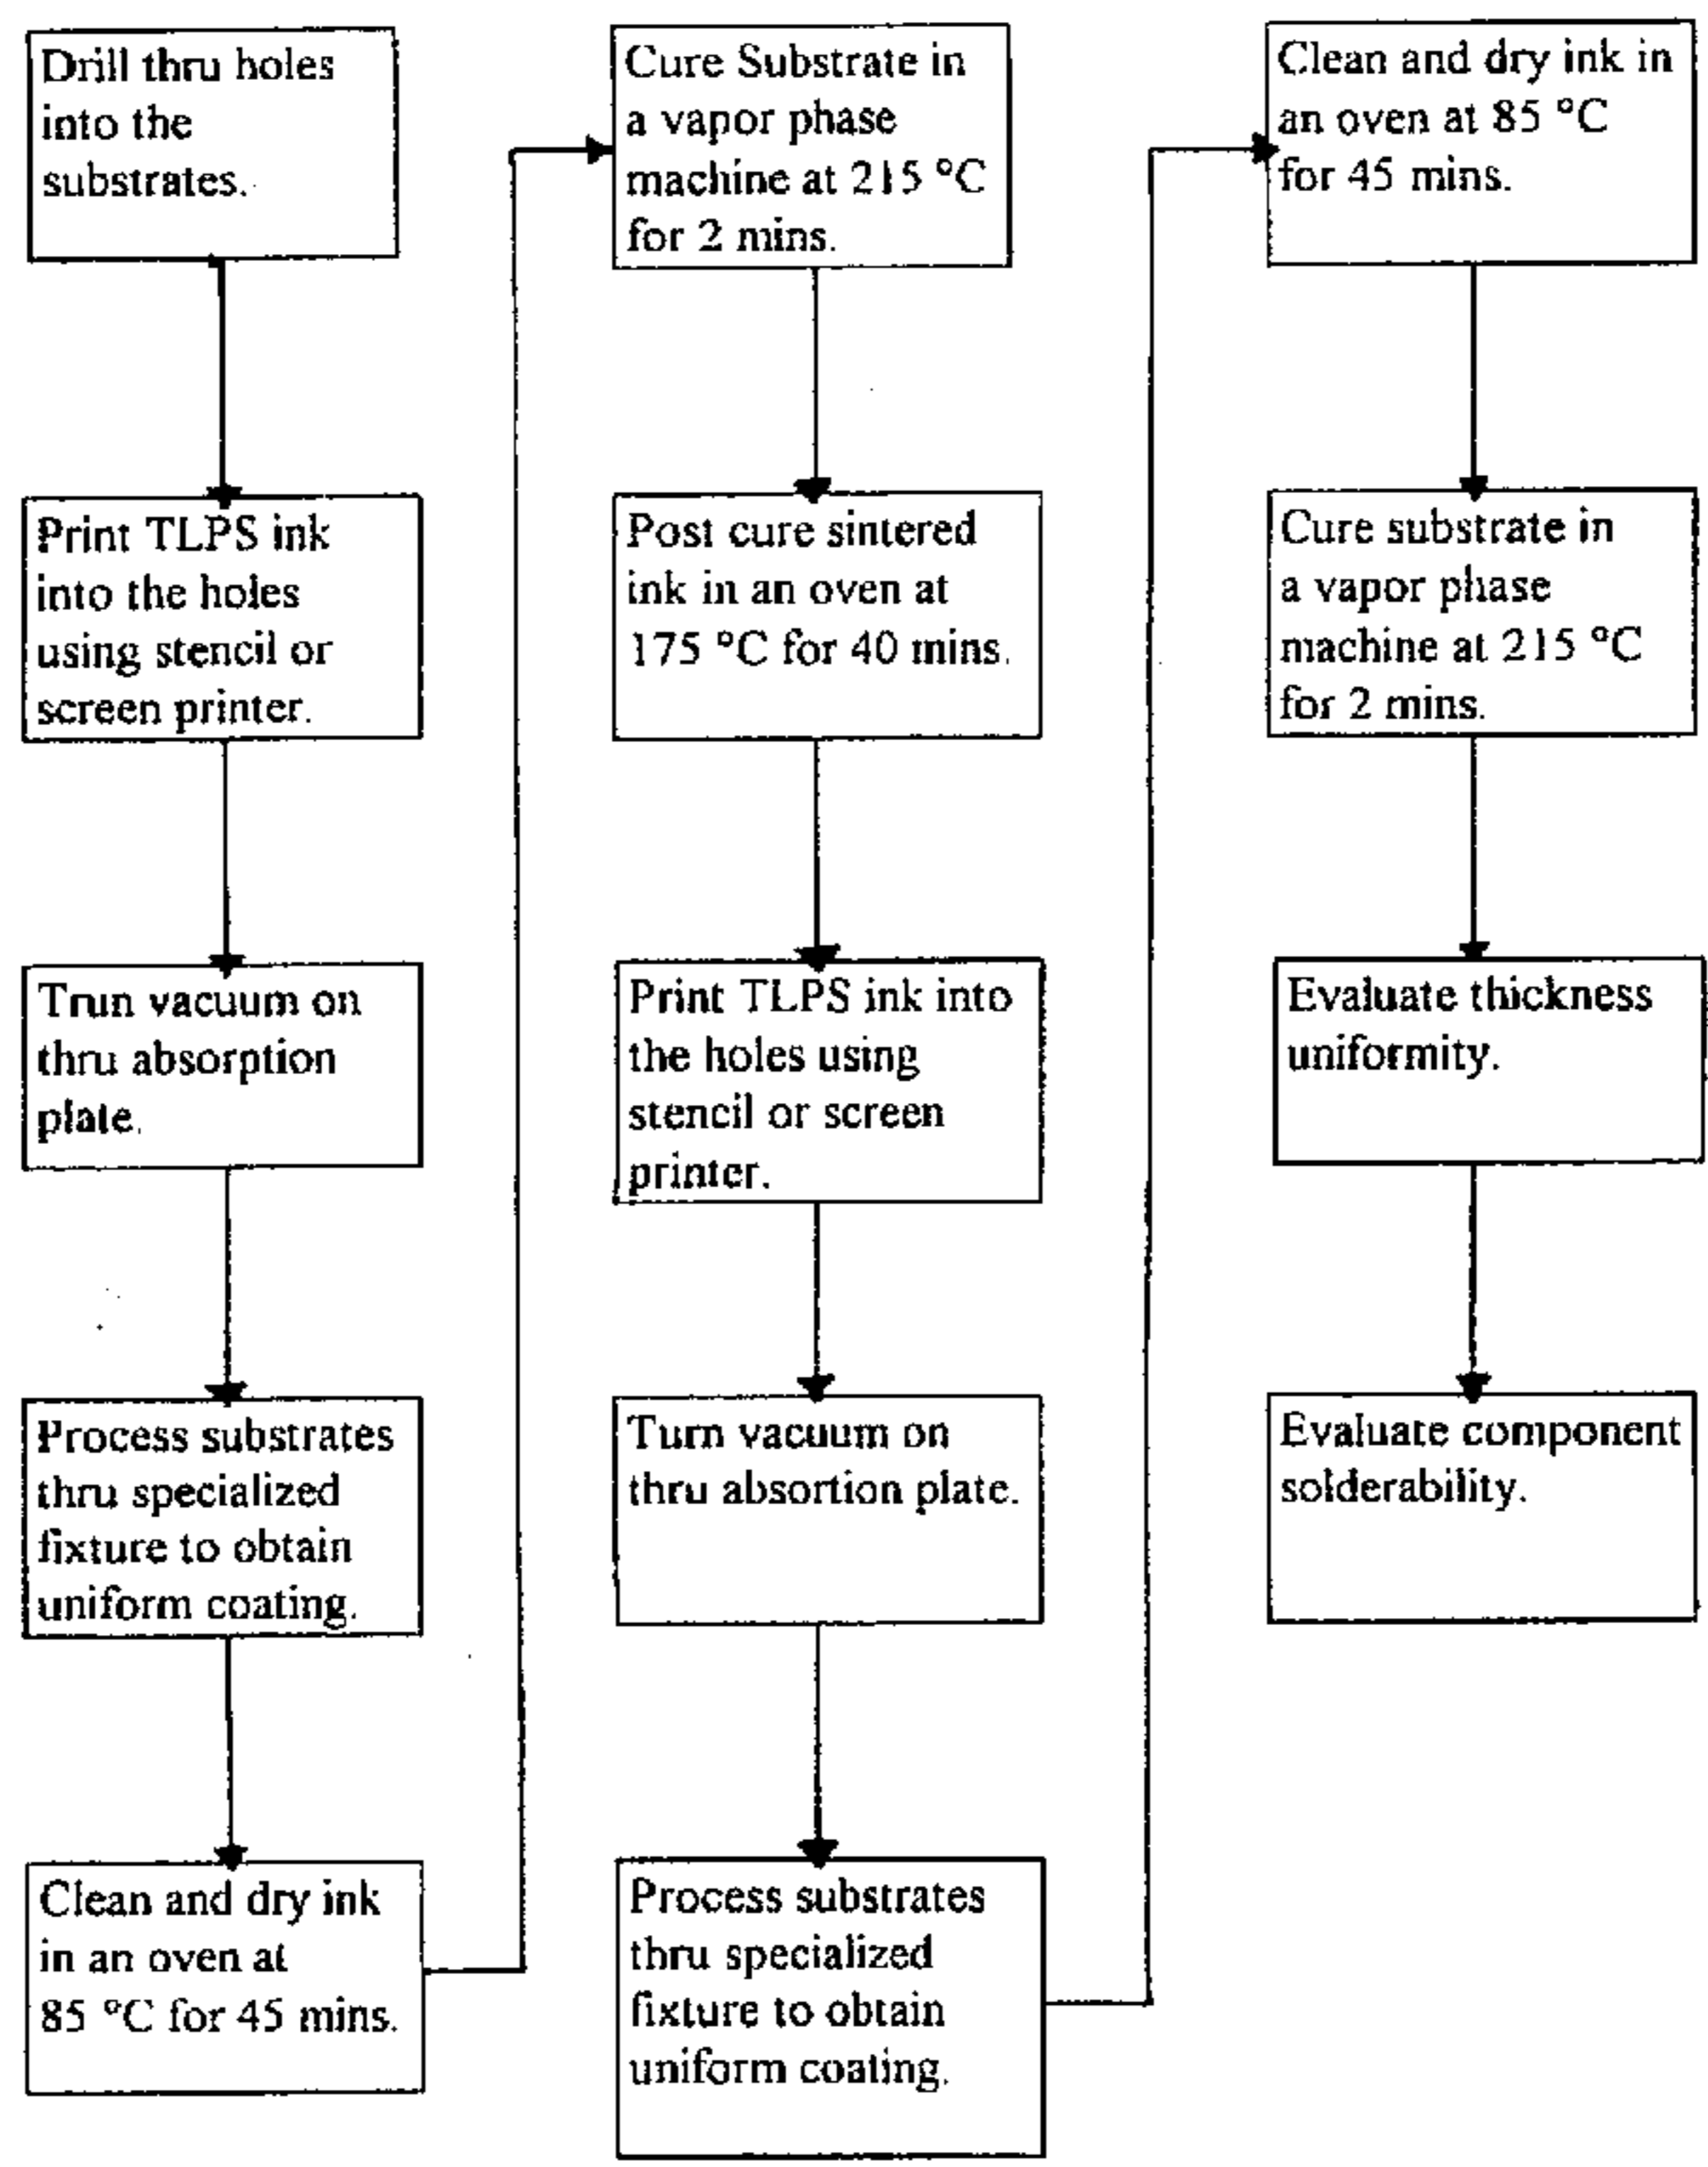 Drill thru holes
into the
substrates.
Print TLPS ink
into the holes
using stencil or
screen printer.
Trun vacuum on
thru absorption
plate.
Process substrates
thru specialized
fixture to obtain
uniform coating.
Clean and dry ink
in an oven at
85 °C for 45 mins.
Cure Substrate in
a vapor phase
machine at 215 °C
for 2 mins.
Post cure sintered
ink in an oven at
175 °C for 40 mins.
Print TLPS ink into
the holes using
stencil or screen
printer.
Turn vacuum on
thru absortion plate.
Process substrates
thru specialized
fixture to obtain
uniform coating.
Clean and dry ink in
an oven at 85 °C
for 45 mins.
Cure substrate in
a vapor phase
machine at 215 °C
for 2 mins.
Evaluate thickness
uniformity.
Evaluate component
solderability.